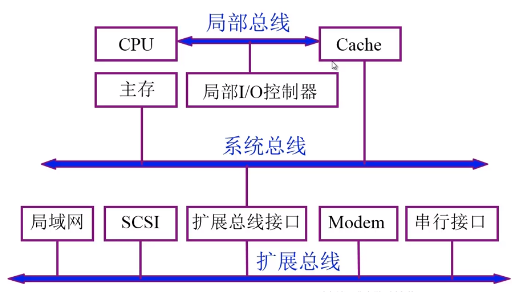 局部总线
CPU
Cache
主存
局部I/O控制器
系统总线
局域网
SCSI
扩展总线接口
Modem
串行接口
扩展总线